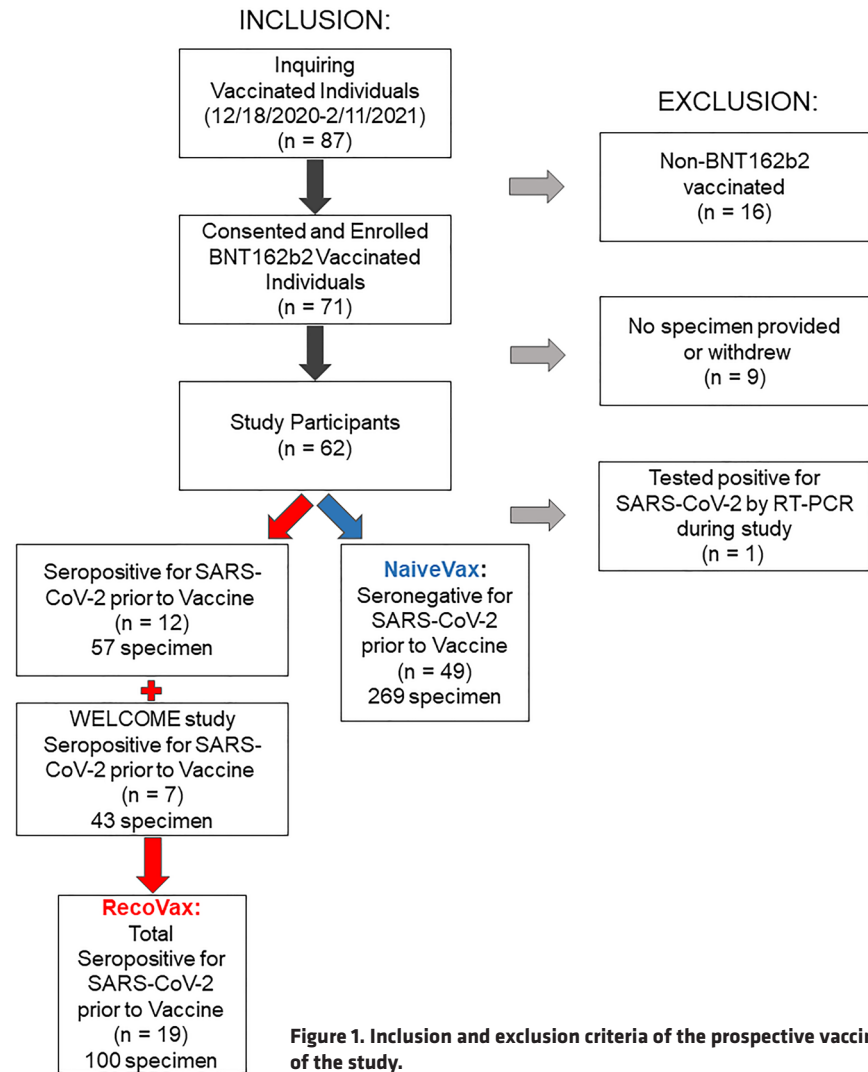 INCLUSION:
Inquiring
Vaccinated Individuals
(12/18/2020-2/11/2021)
(n = 87)
EXCLUSION:
Non-BNT162b2
vaccinated
(n = 16)
Consented and Enrolled
BNT162b2 Vaccinated
Individuals
(n = 71)
No specimen provided
or withdrew
(n = 9)
Study Participants
(n = 62)
Tested positive for
SARS-CoV-2 by RT-PCR
during study
(n = 1)
Seropositive for SARS-
CoV-2 prior to Vaccine
(n = 12)
57 specimen
NaiveVax:
Seronegative for
SARS-CoV-2
prior to Vaccine
(n = 49)
269 specimen
WELCOME study
Seropositive for SARS-
CoV-2 prior to Vaccine
(n = 7)
43 specimen
RecoVax:
Total
Seropositive for
SARS-CoV-2
prior to Vaccine
(n = 19)
100 specimen
Figure 1. Inclusion and exclusion criteria of the prospective
of the study.